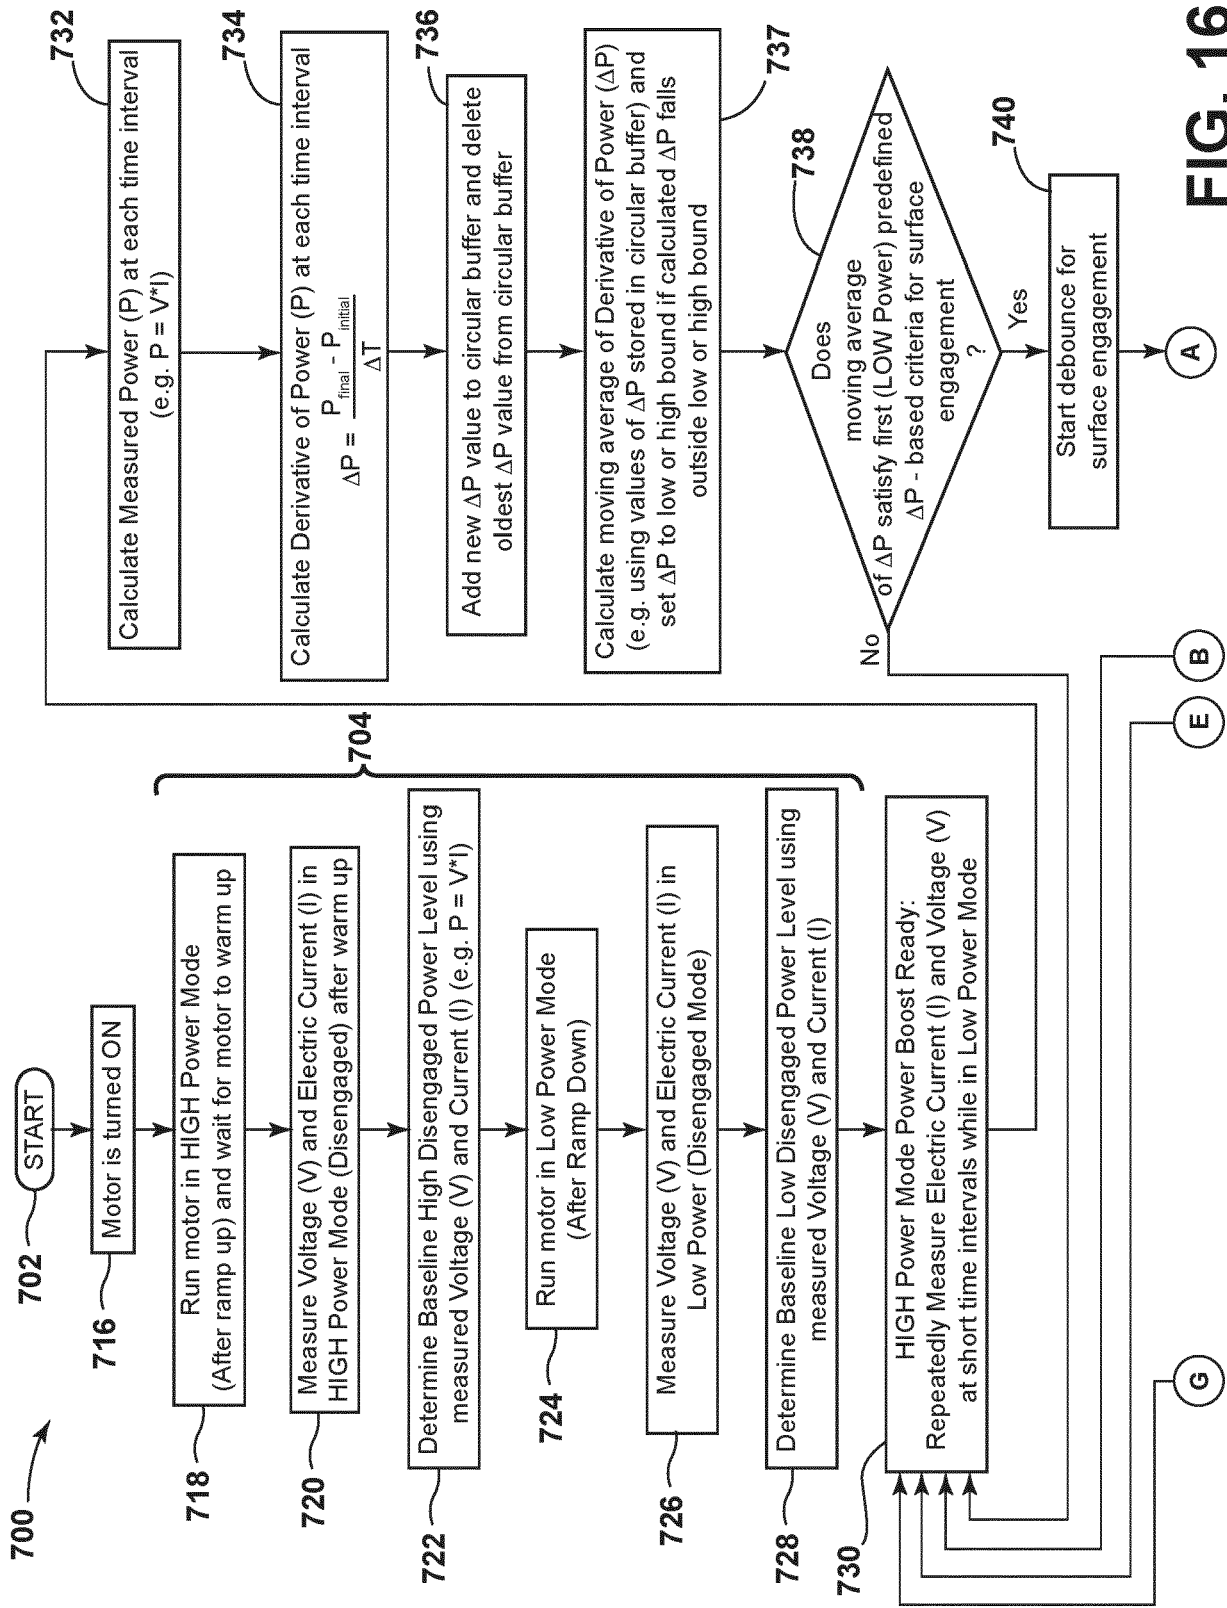 700
702
START
716
Motor is turned ON
704
718
Run motor in HIGH Power Mode
(After ramp up) and wait for motor to warm up
720
Measure Voltage (V) and Electric Current (I) in
HIGH Power Mode (Disengaged) after warm up
722
Determine Baseline High Disengaged Power Level using
measured Voltage (V) and Current (I) (e.g. P = V*I)
724
Run motor in Low Power Mode
(After Ramp Down)
726
Measure Voltage (V) and Electric Current (I) in
Low Power (Disengaged Mode)
728
Determine Baseline Low Disengaged Power Level using
measured Voltage (V) and Current (I)
730
HIGH Power Mode Power Boost Ready:
Repeatedly Measure Electric Current (I) and Voltage (V)
at short time intervals while in Low Power Mode
G
E
B
732
Calculate Measured Power (P) at each time interval
(e.g. P = V*I)
734
Calculate Derivative of Power (P) at each time interval
ΔP = (P_final - P_initial) / ΔT
736
Add new ΔP value to circular buffer and delete
oldest ΔP value from circular buffer
737
Calculate moving average of Derivative of Power (ΔP)
(e.g. using values of ΔP stored in circular buffer) and
set ΔP to low or high bound if calculated ΔP falls
outside low or high bound
738
Does
moving average
of ΔP satisfy first (LOW Power) predefined
ΔP - based criteria for surface
engagement
?
No
Yes
740
Start debounce for
surface engagement
A
FIG. 16